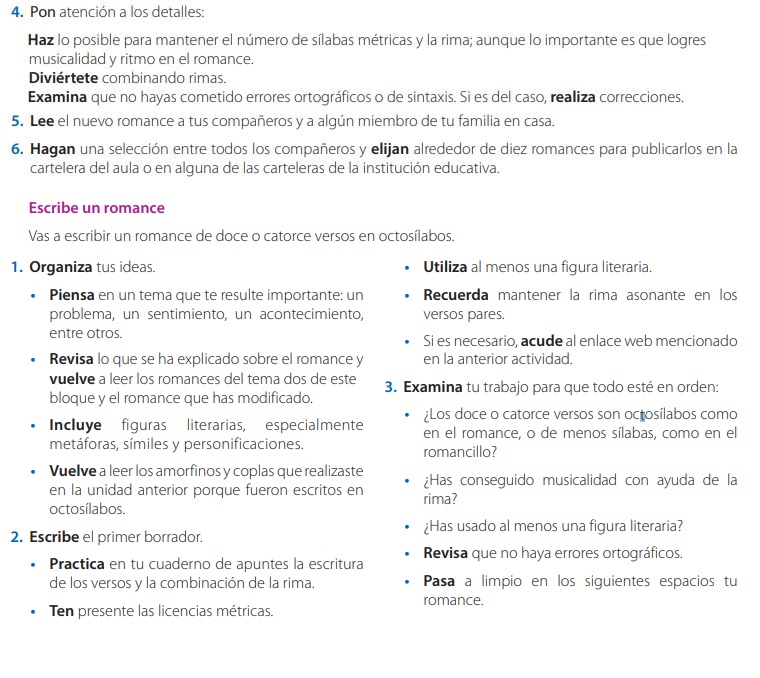 4. Pon atención a los detalles:
Haz lo posible para mantener el número de sílabas métricas y la rima; aunque lo importante es que logres
musicalidad y ritmo en el romance.
Diviértete combinando rimas.
Examina que no hayas cometido errores ortográficos o de sintaxis. Si es del caso, realiza correcciones.
5. Lee el nuevo romance a tus compañeros y a algún miembro de tu familia en casa.
6. Hagan una selección entre todos los compañeros y elijan alrededor de diez romances para publicarlos en la
cartelera del aula o en alguna de las carteleras de la institución educativa.
Escribe un romance
Vas a escribir un romance de doce o catorce versos en octosílabos.
1. Organiza tus ideas.
• Piensa en un tema que te resulte importante: un
problema, un sentimiento, un acontecimiento,
entre otros.
• Revisa lo que se ha explicado sobre el romance y
vuelve a leer los romances del tema dos de este
bloque y el romance que has modificado.
• Incluye figuras literarias, especialmente
metáforas, símiles y personificaciones.
• Vuelve a leer los amorfinos y coplas que realizaste
en la unidad anterior porque fueron escritos en
octosílabos.
2. Escribe el primer borrador.
• Practica en tu cuaderno de apuntes la escritura
de los versos y la combinación de la rima.
• Ten presente las licencias métricas.
• Utiliza al menos una figura literaria.
• Recuerda mantener la rima asonante en los
versos pares.
• Si es necesario, acude al enlace web mencionado
en la anterior actividad.
3. Examina tu trabajo para que todo esté en orden:
• ¿Los doce o catorce versos son octosílabos como
en el romance, o de menos sílabas, como en el
romancillo?
• ¿Has conseguido musicalidad con ayuda de la
rima?
• ¿Has usado al menos una figura literaria?
• Revisa que no haya errores ortográficos.
• Pasa a limpio en los siguientes espacios tu
romance.